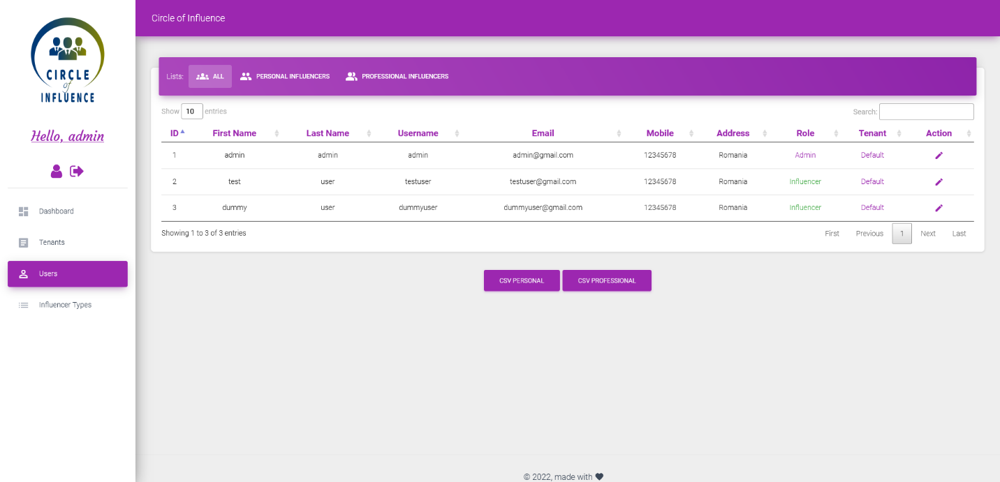 CIRCLE
of
INFLUENCE
Hello, admin
Dashboard
Tenants
Users
Influencer Types
Circle of Influence
Lists: ALL PERSONAL INFLUENCERS PROFESSIONAL INFLUENCERS
Show 10 entries Search:
ID First Name Last Name Username Email Mobile Address Role Tenant Action
1 admin admin admin admin@gmail.com 12345678 Romania Admin Default
2 test user testuser testuser@gmail.com 12345678 Romania Influencer Default
3 dummy user dummyuser dummyuser@gmail.com 12345678 Romania Influencer Default
Showing 1 to 3 of 3 entries First Previous 1 Next Last
CSV PERSONAL CSV PROFESSIONAL
© 2022, made with